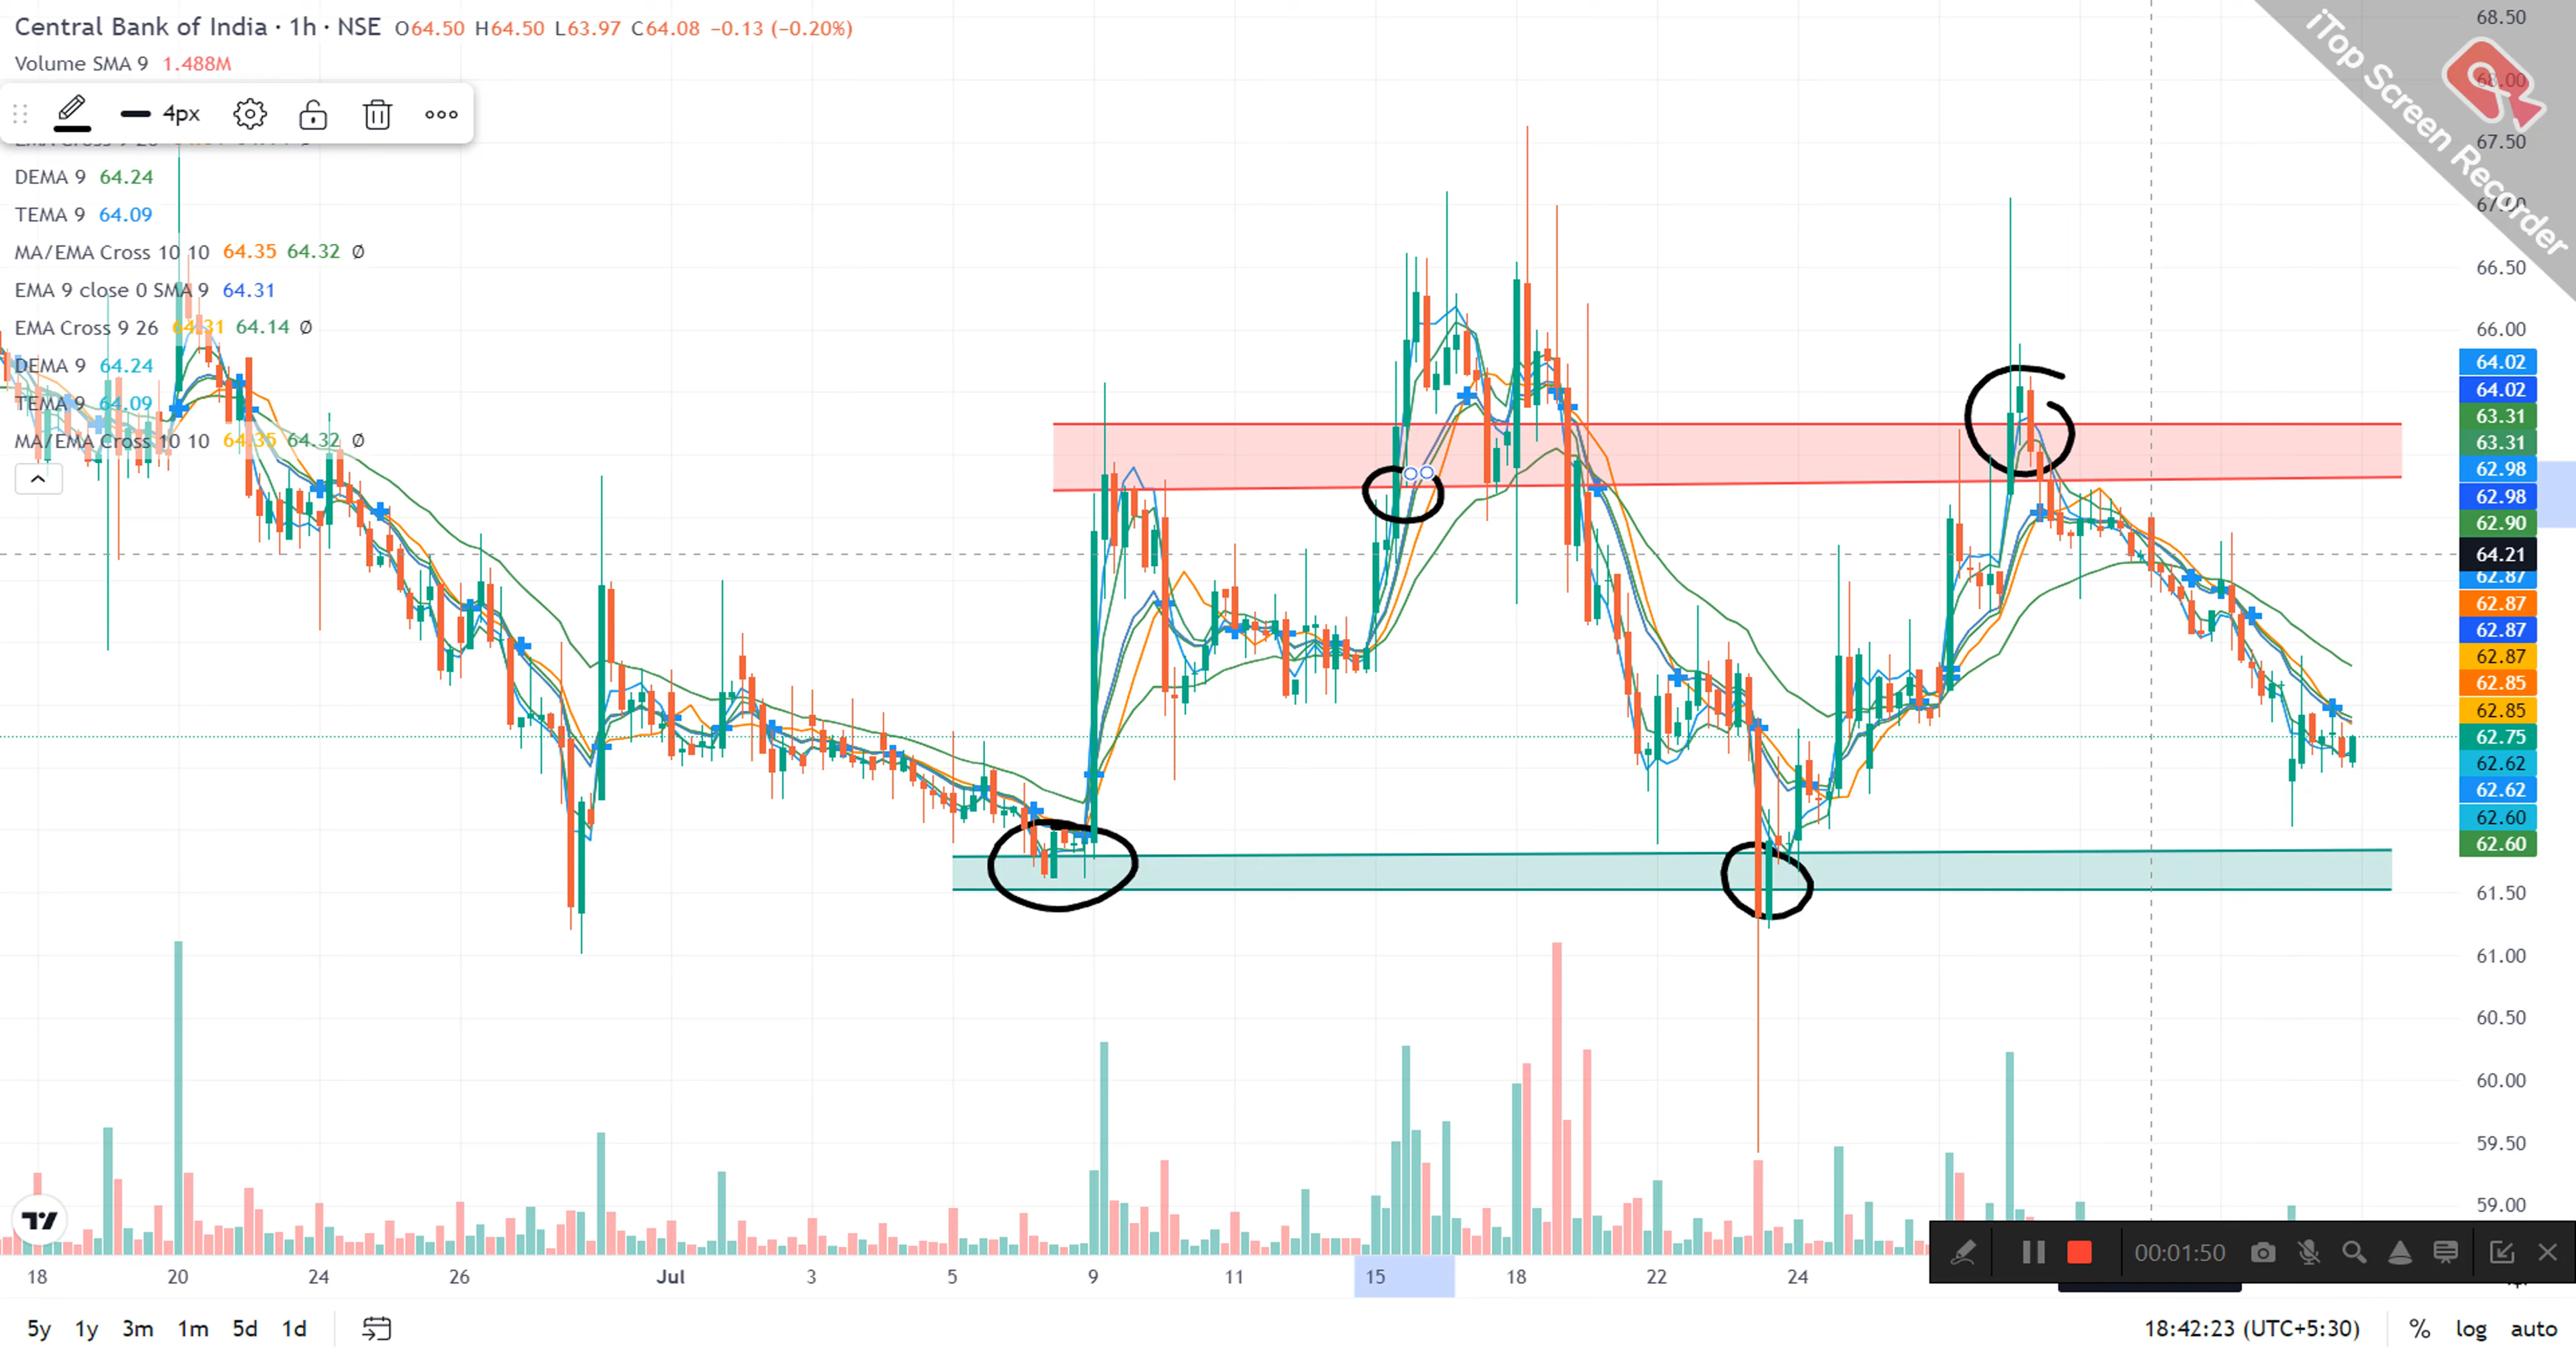 Central Bank of India · 1h · NSE O64.50 H64.50 L63.97 C64.08 −0.13 (−0.20%)
Volume SMA 9 1.488M
4px
DEMA 9 64.24
TEMA 9 64.09
MA/EMA Cross 10 10 64.35 64.32 Ø
EMA 9 close 0 SMA 9 64.31
EMA Cross 9 26 64.31 64.14 Ø
DEMA 9 64.24
TEMA 9 64.09
MA/EMA Cross 10 10 64.35 64.32 Ø
iTop Screen Recorder
68.50
68.00
67.50
67.00
66.50
66.00
64.02
64.02
63.31
63.31
62.98
62.98
62.90
64.21
62.87
62.87
62.87
62.87
62.85
62.85
62.75
62.62
62.62
62.60
62.60
61.50
61.00
60.50
60.00
59.50
59.00
00:01:50
18 20 24 26 Jul 3 5 9 11 15 18 22 24
5y 1y 3m 1m 5d 1d
18:42:23 (UTC+5:30) % log auto